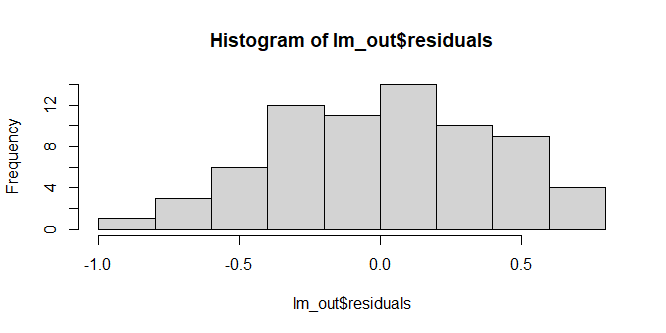 Histogram of lm_out$residuals
Frequency
12
8
4
0
-1.0 -0.5 0.0 0.5
lm_out$residuals